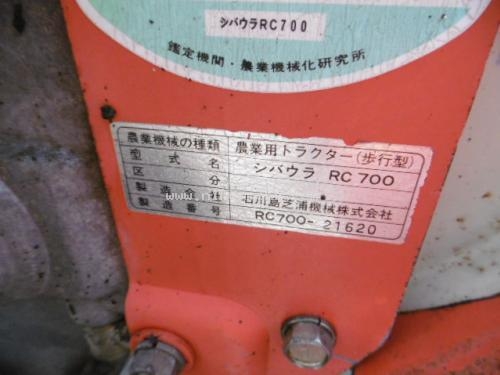 シバウラRC700
鑑定機関・農業機械化研究所
農業機械の種類 農業用トラクター(歩行型)
型式名 シバウラ RC700
区分
製造会社 石川島芝浦機械株式会社
製造番号 RC700-21620